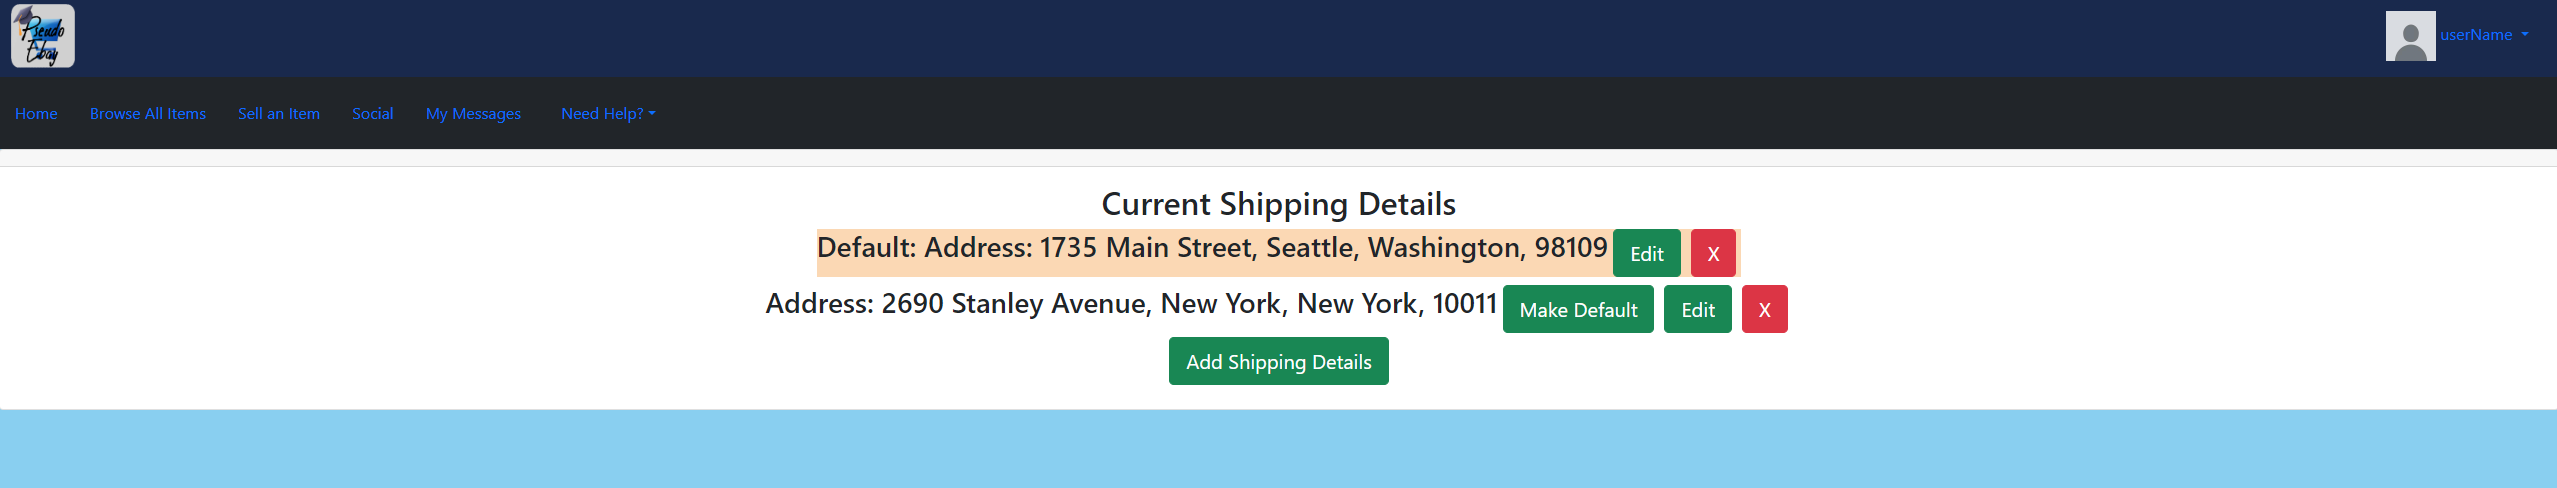 Pseudo
Ebay
userName
Home Browse All Items Sell an Item Social My Messages Need Help?
Current Shipping Details
Default: Address: 1735 Main Street, Seattle, Washington, 98109 Edit X
Address: 2690 Stanley Avenue, New York, New York, 10011 Make Default Edit X
Add Shipping Details